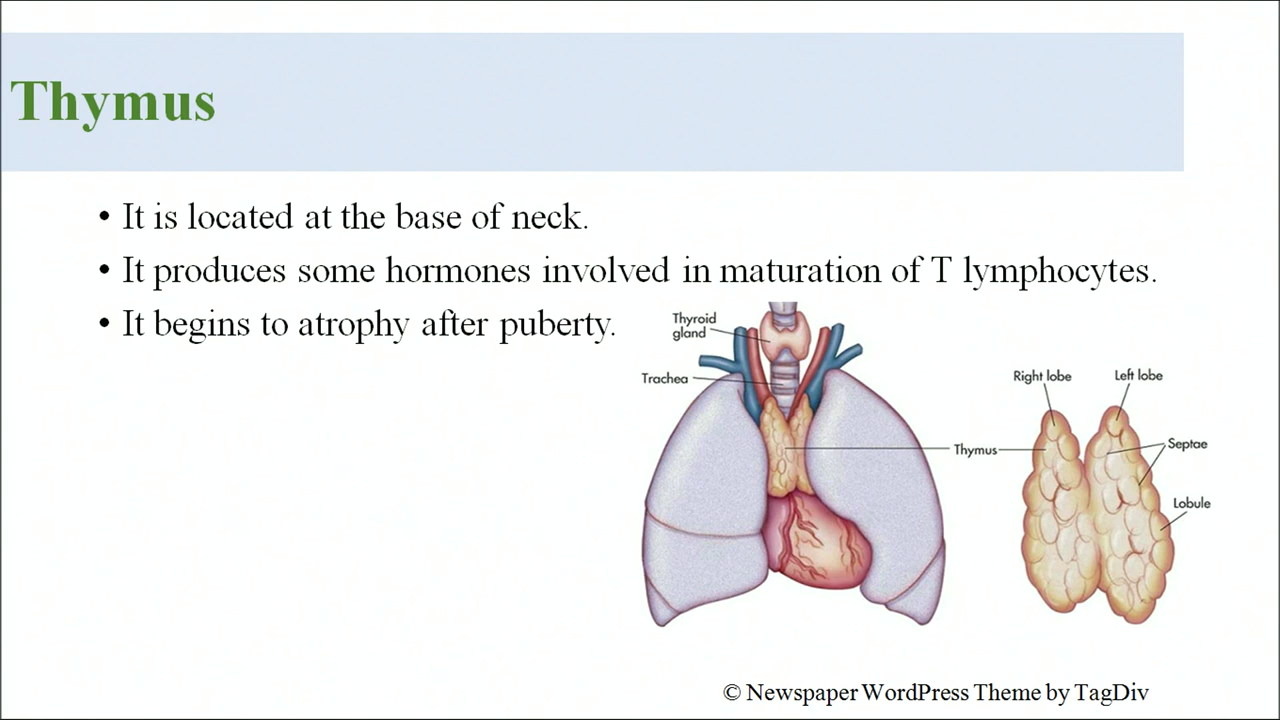 Thymus
• It is located at the base of neck.
• It produces some hormones involved in maturation of T lymphocytes.
• It begins to atrophy after puberty.
Thyroid
gland
Trachea
Right lobe
Left lobe
Septae
Thymus
Lobule
© Newspaper WordPress Theme by TagDiv